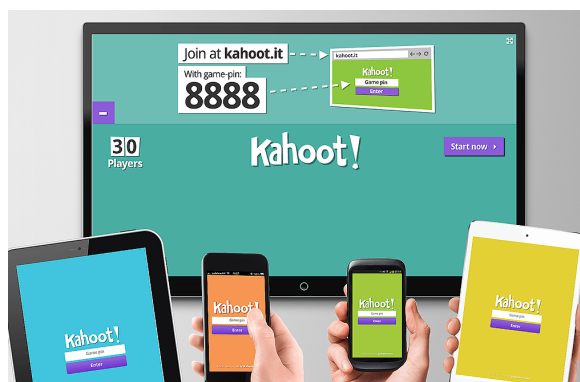 Join at kahoot.it
kahoot.it
With game-pin:
8888
Kahoot!
Game pin
Enter
30
Players
Kahoot!
Start now
Kahoot!
Game pin
Enter
Kahoot!
Game pin
Enter
Kahoot!
Game pin
Enter
Kahoot!
Game pin
Enter